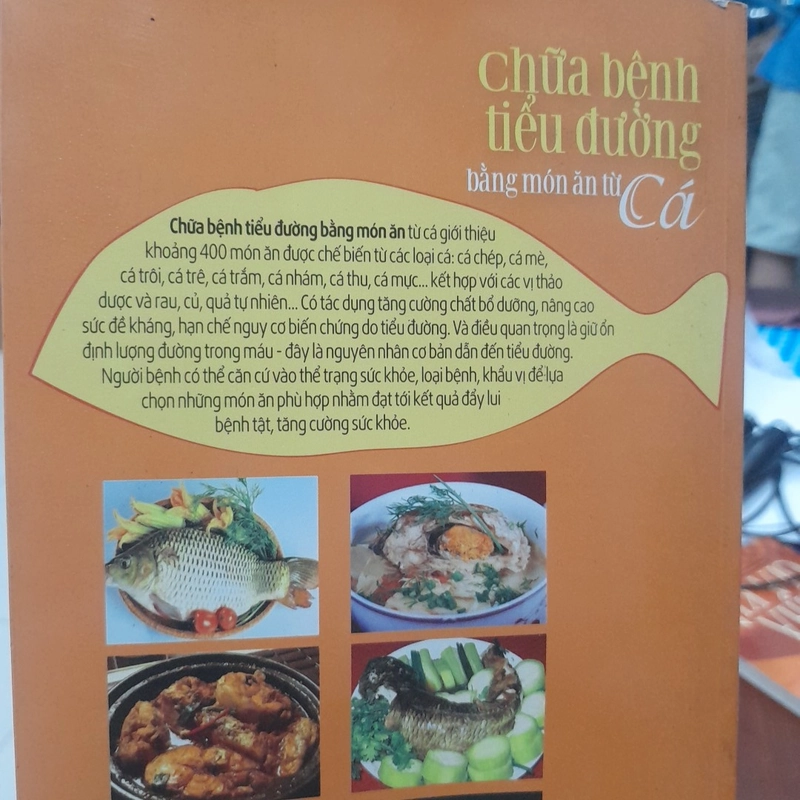 Chữa bệnh
tiểu đường
bằng món ăn từ Cá
Chữa bệnh tiểu đường bằng món ăn từ cá giới thiệu
khoảng 400 món ăn được chế biến từ các loại cá: cá chép, cá mè,
cá trôi, cá trê, cá trắm, cá nhám, cá thu, cá mực... kết hợp với các vị thảo
dược và rau, củ, quả tự nhiên... Có tác dụng tăng cường chất bổ dưỡng, nâng cao
sức đề kháng, hạn chế nguy cơ biến chứng do tiểu đường. Và điều quan trọng là giữ ổn
định lượng đường trong máu - đây là nguyên nhân cơ bản dẫn đến tiểu đường.
Người bệnh có thể căn cứ vào thể trạng sức khỏe, loại bệnh, khẩu vị để lựa
chọn những món ăn phù hợp nhằm đạt tới kết quả đẩy lui
bệnh tật, tăng cường sức khỏe.